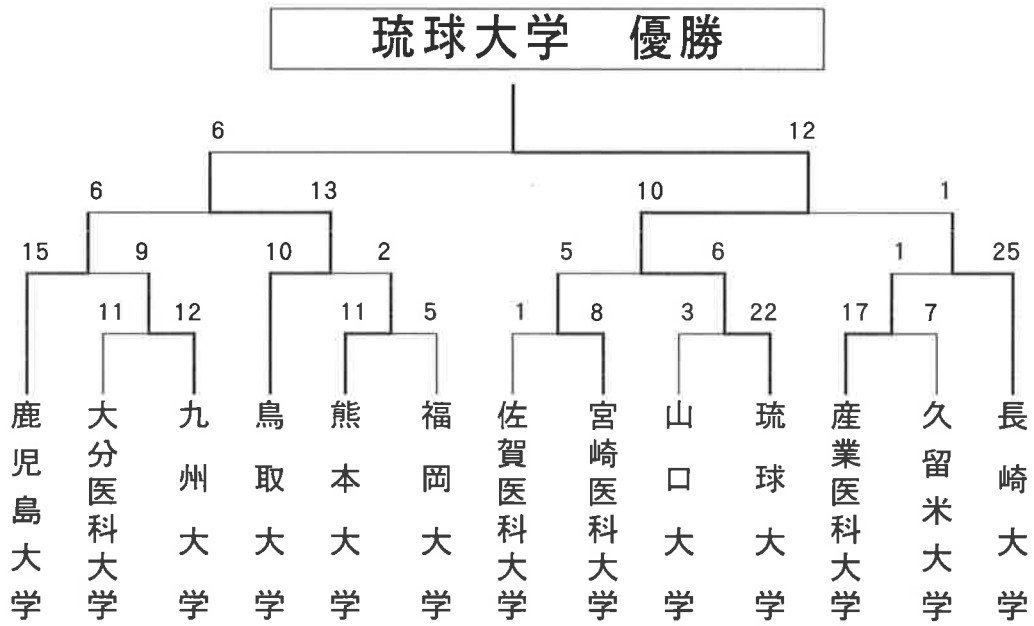 琉球大学　優勝
6 12
6 13 10 1
15 9 10 2 5 6 1 25
11 12 11 5 1 8 3 22 17 7
鹿児島大学
大分医科大学
九州大学
鳥取大学
熊本大学
福岡大学
佐賀医科大学
宮崎医科大学
山口大学
琉球大学
産業医科大学
久留米大学
長崎大学